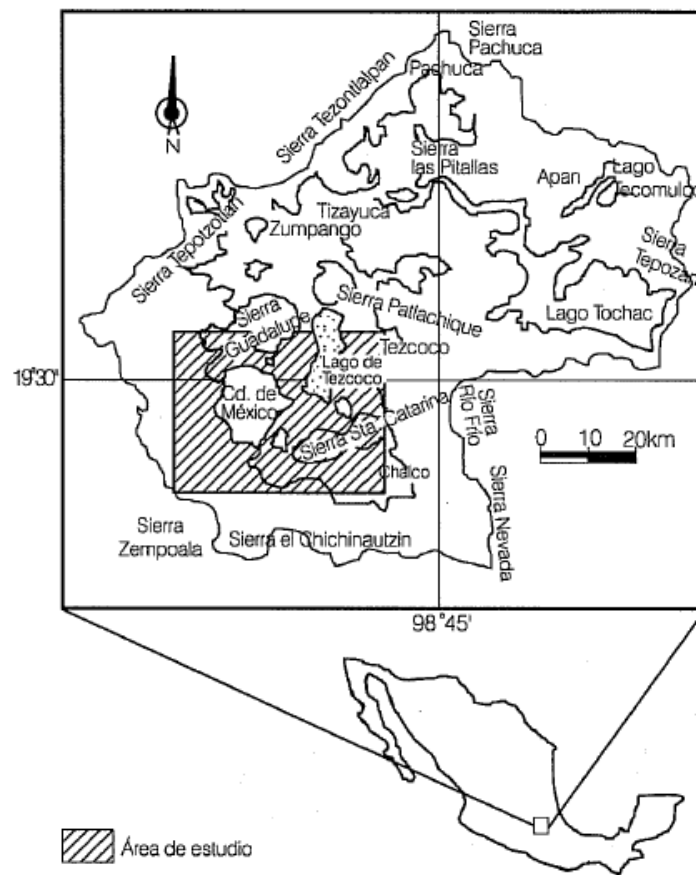 Sierra
Pachuca
Pachuca
Sierra Tezontlalpan
N
Sierra
las Pitallas
Apan
Lago
Tecomulco
Tizayuca
Zumpango
Sierra Tepotzotlán
Sierra
Tepozan
Sierra Patlachique
Lago Tochac
Sierra
Guadalupe
Tezcoco
Lago de
Tezcoco
19°30'
Cd. de
México
Sierra Sta. Catarina
Sierra
Río Frío
0 10 20km
Chalco
Sierra Nevada
Sierra
Zempoala
Sierra el Chichinautzin
98°45'
Área de estudio